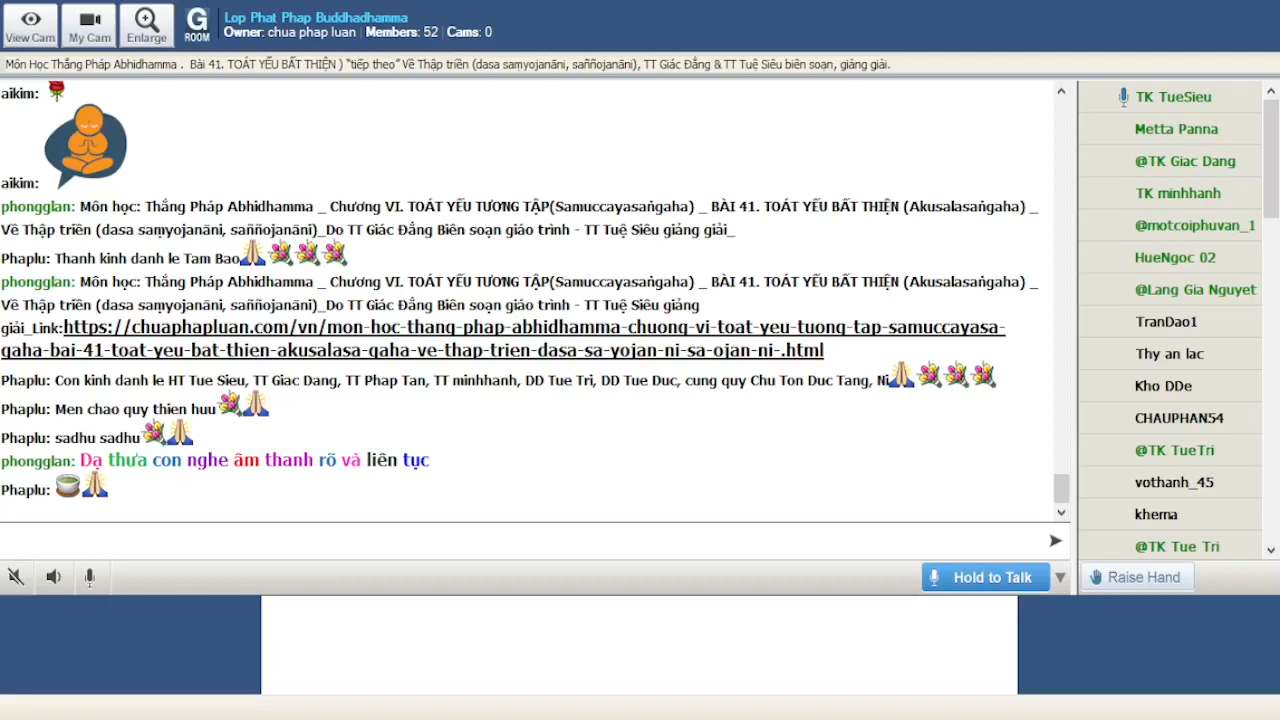 View Cam
My Cam
Enlarge
G
ROOM
Lop Phat Phap Buddhadhamma
Owner: chua phap luan | Members: 52 | Cams: 0
Môn Học Thắng Pháp Abhidhamma . Bài 41. TOÁT YẾU BẤT THIỆN ) "tiếp theo" Về Thập triền (dasa saṃyojanāni, saññojanāni), TT Giác Đẳng & TT Tuệ Siêu biên soạn, giảng giải.
aikim:
aikim:
phongglan: Môn học: Thắng Pháp Abhidhamma _ Chương VI. TOÁT YẾU TƯƠNG TẬP(Samuccayasaṅgaha) _ BÀI 41. TOÁT YẾU BẤT THIỆN (Akusalasaṅgaha) _
Về Thập triền (dasa saṃyojanāni, saññojanāni)_Do TT Giác Đẳng Biên soạn giáo trình - TT Tuệ Siêu giảng giải_
Phaplu: Thanh kinh danh le Tam Bao
phongglan: Môn học: Thắng Pháp Abhidhamma _ Chương VI. TOÁT YẾU TƯƠNG TẬP(Samuccayasaṅgaha) _ BÀI 41. TOÁT YẾU BẤT THIỆN (Akusalasaṅgaha) _
Về Thập triền (dasa saṃyojanāni, saññojanāni)_Do TT Giác Đẳng Biên soạn giáo trình - TT Tuệ Siêu giảng
giải_Link:https://chuaphapluan.com/vn/mon-hoc-thang-phap-abhidhamma-chuong-vi-toat-yeu-tuong-tap-samuccayasa-
gaha-bai-41-toat-yeu-bat-thien-akusalasa-gaha-ve-thap-trien-dasa-sa-yojan-ni-sa-ojan-ni-.html
Phaplu: Con kinh danh le HT Tue Sieu, TT Giac Dang, TT Phap Tan, TT minhhanh, DD Tue Tri, DD Tue Duc, cung quy Chu Ton Duc Tang, Ni
Phaplu: Men chao quy thien huu
Phaplu: sadhu sadhu
phongglan: Dạ thưa con nghe âm thanh rõ và liên tục
Phaplu:
Hold to Talk
TK TueSieu
Metta Panna
@TK Giac Dang
TK minhhanh
@motcoiphuvan_1
HueNgoc 02
@Lang Gia Nguyet
TranDao1
Thy an lac
Kho DDe
CHAUPHAN54
@TK TueTri
vothanh_45
khema
@TK Tue Tri
Raise Hand